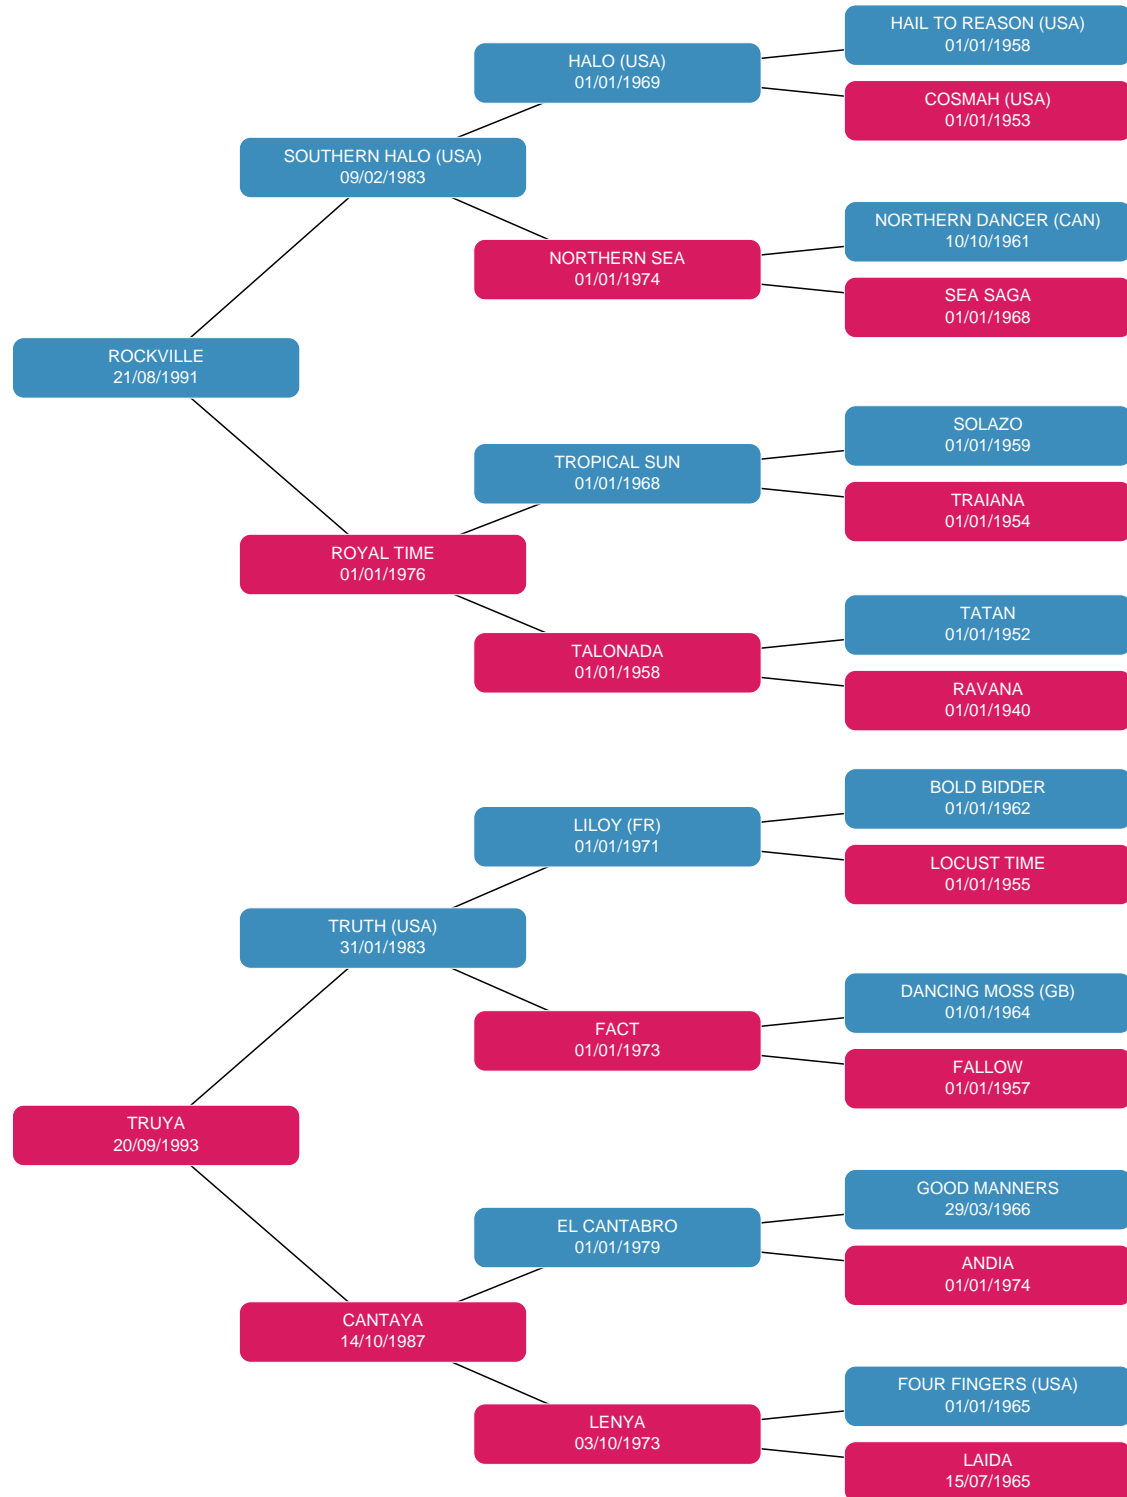 HAIL TO REASON (USA)
01/01/1958
HALO (USA)
01/01/1969
COSMAH (USA)
01/01/1953
SOUTHERN HALO (USA)
09/02/1983
NORTHERN DANCER (CAN)
10/10/1961
NORTHERN SEA
01/01/1974
SEA SAGA
01/01/1968
ROCKVILLE
21/08/1991
SOLAZO
01/01/1959
TROPICAL SUN
01/01/1968
TRAIANA
01/01/1954
ROYAL TIME
01/01/1976
TATAN
01/01/1952
TALONADA
01/01/1958
RAVANA
01/01/1940
BOLD BIDDER
01/01/1962
LILOY (FR)
01/01/1971
LOCUST TIME
01/01/1955
TRUTH (USA)
31/01/1983
DANCING MOSS (GB)
01/01/1964
FACT
01/01/1973
FALLOW
01/01/1957
TRUYA
20/09/1993
GOOD MANNERS
29/03/1966
EL CANTABRO
01/01/1979
ANDIA
01/01/1974
CANTAYA
14/10/1987
FOUR FINGERS (USA)
01/01/1965
LENYA
03/10/1973
LAIDA
15/07/1965